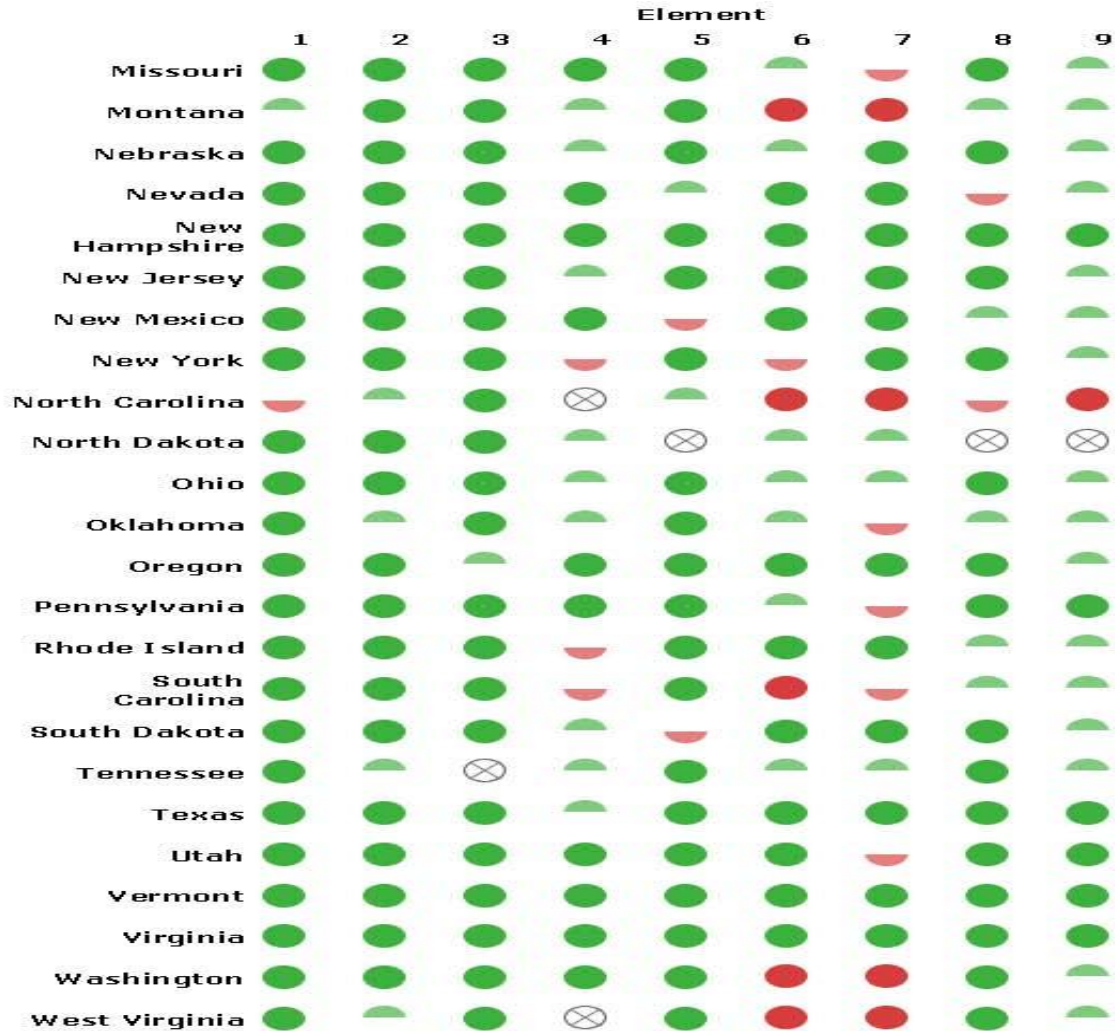 Element
1 2 3 4 5 6 7 8 9
Missouri
Montana
Nebraska
Nevada
New
Hampshire
New Jersey
New Mexico
New York
North Carolina
North Dakota
Ohio
Oklahoma
Oregon
Pennsylvania
Rhode Island
South
Carolina
South Dakota
Tennessee
Texas
Utah
Vermont
Virginia
Washington
West Virginia